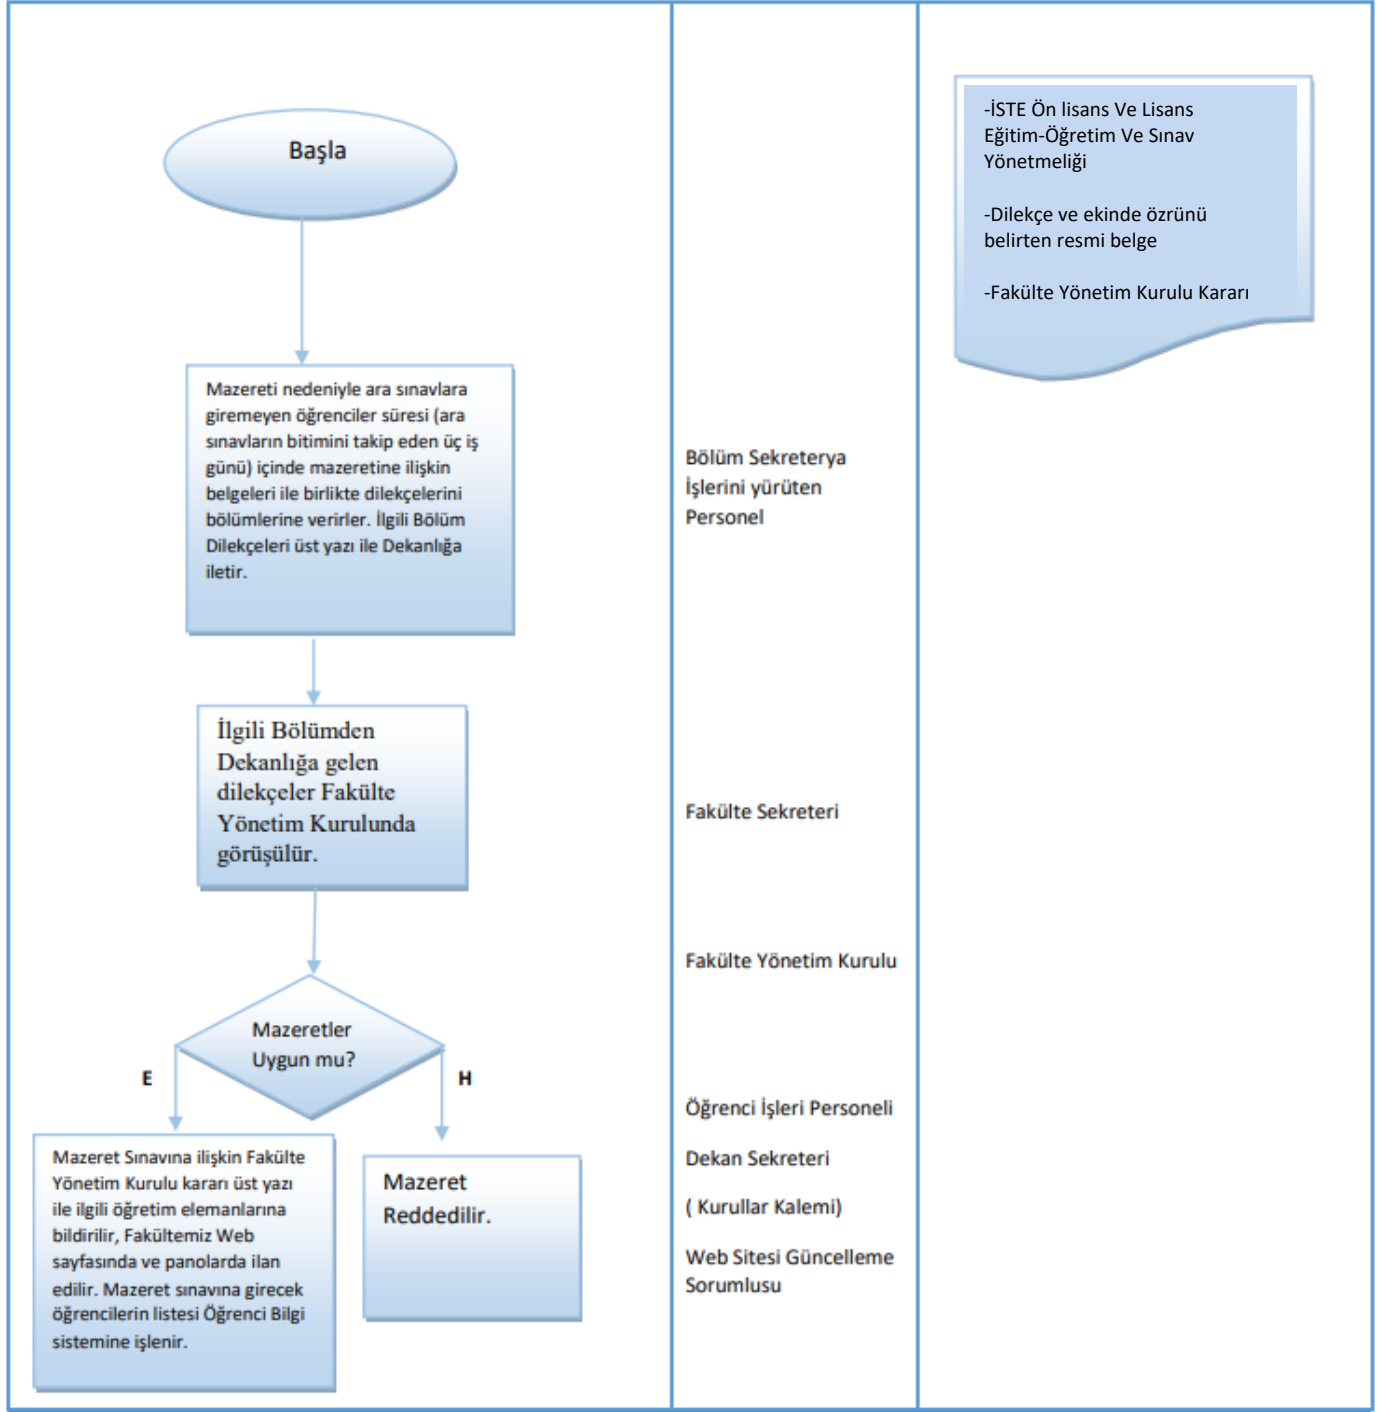 Başla
Mazereti nedeniyle ara sınavlara
giremeyen öğrenciler süresi (ara
sınavların bitimini takip eden üç iş
günü) içinde mazeretine ilişkin
belgeleri ile birlikte dilekçelerini
bölümlerine verirler. İlgili Bölüm
Dilekçeleri üst yazı ile Dekanlığa
iletir.
İlgili Bölümden
Dekanlığa gelen
dilekçeler Fakülte
Yönetim Kurulunda
görüşülür.
Mazeretler
Uygun mu?
E
H
Mazeret Sınavına ilişkin Fakülte
Yönetim Kurulu kararı üst yazı
ile ilgili öğretim elemanlarına
bildirilir, Fakültemiz Web
sayfasında ve panolarda ilan
edilir. Mazeret sınavına girecek
öğrencilerin listesi Öğrenci Bilgi
sistemine işlenir.
Mazeret
Reddedilir.
Bölüm Sekreterya
İşlerini yürüten
Personel
Fakülte Sekreteri
Fakülte Yönetim Kurulu
Öğrenci İşleri Personeli
Dekan Sekreteri
( Kurullar Kalemi)
Web Sitesi Güncelleme
Sorumlusu
-İSTE Ön lisans Ve Lisans
Eğitim-Öğretim Ve Sınav
Yönetmeliği
-Dilekçe ve ekinde özrünü
belirten resmi belge
-Fakülte Yönetim Kurulu Kararı